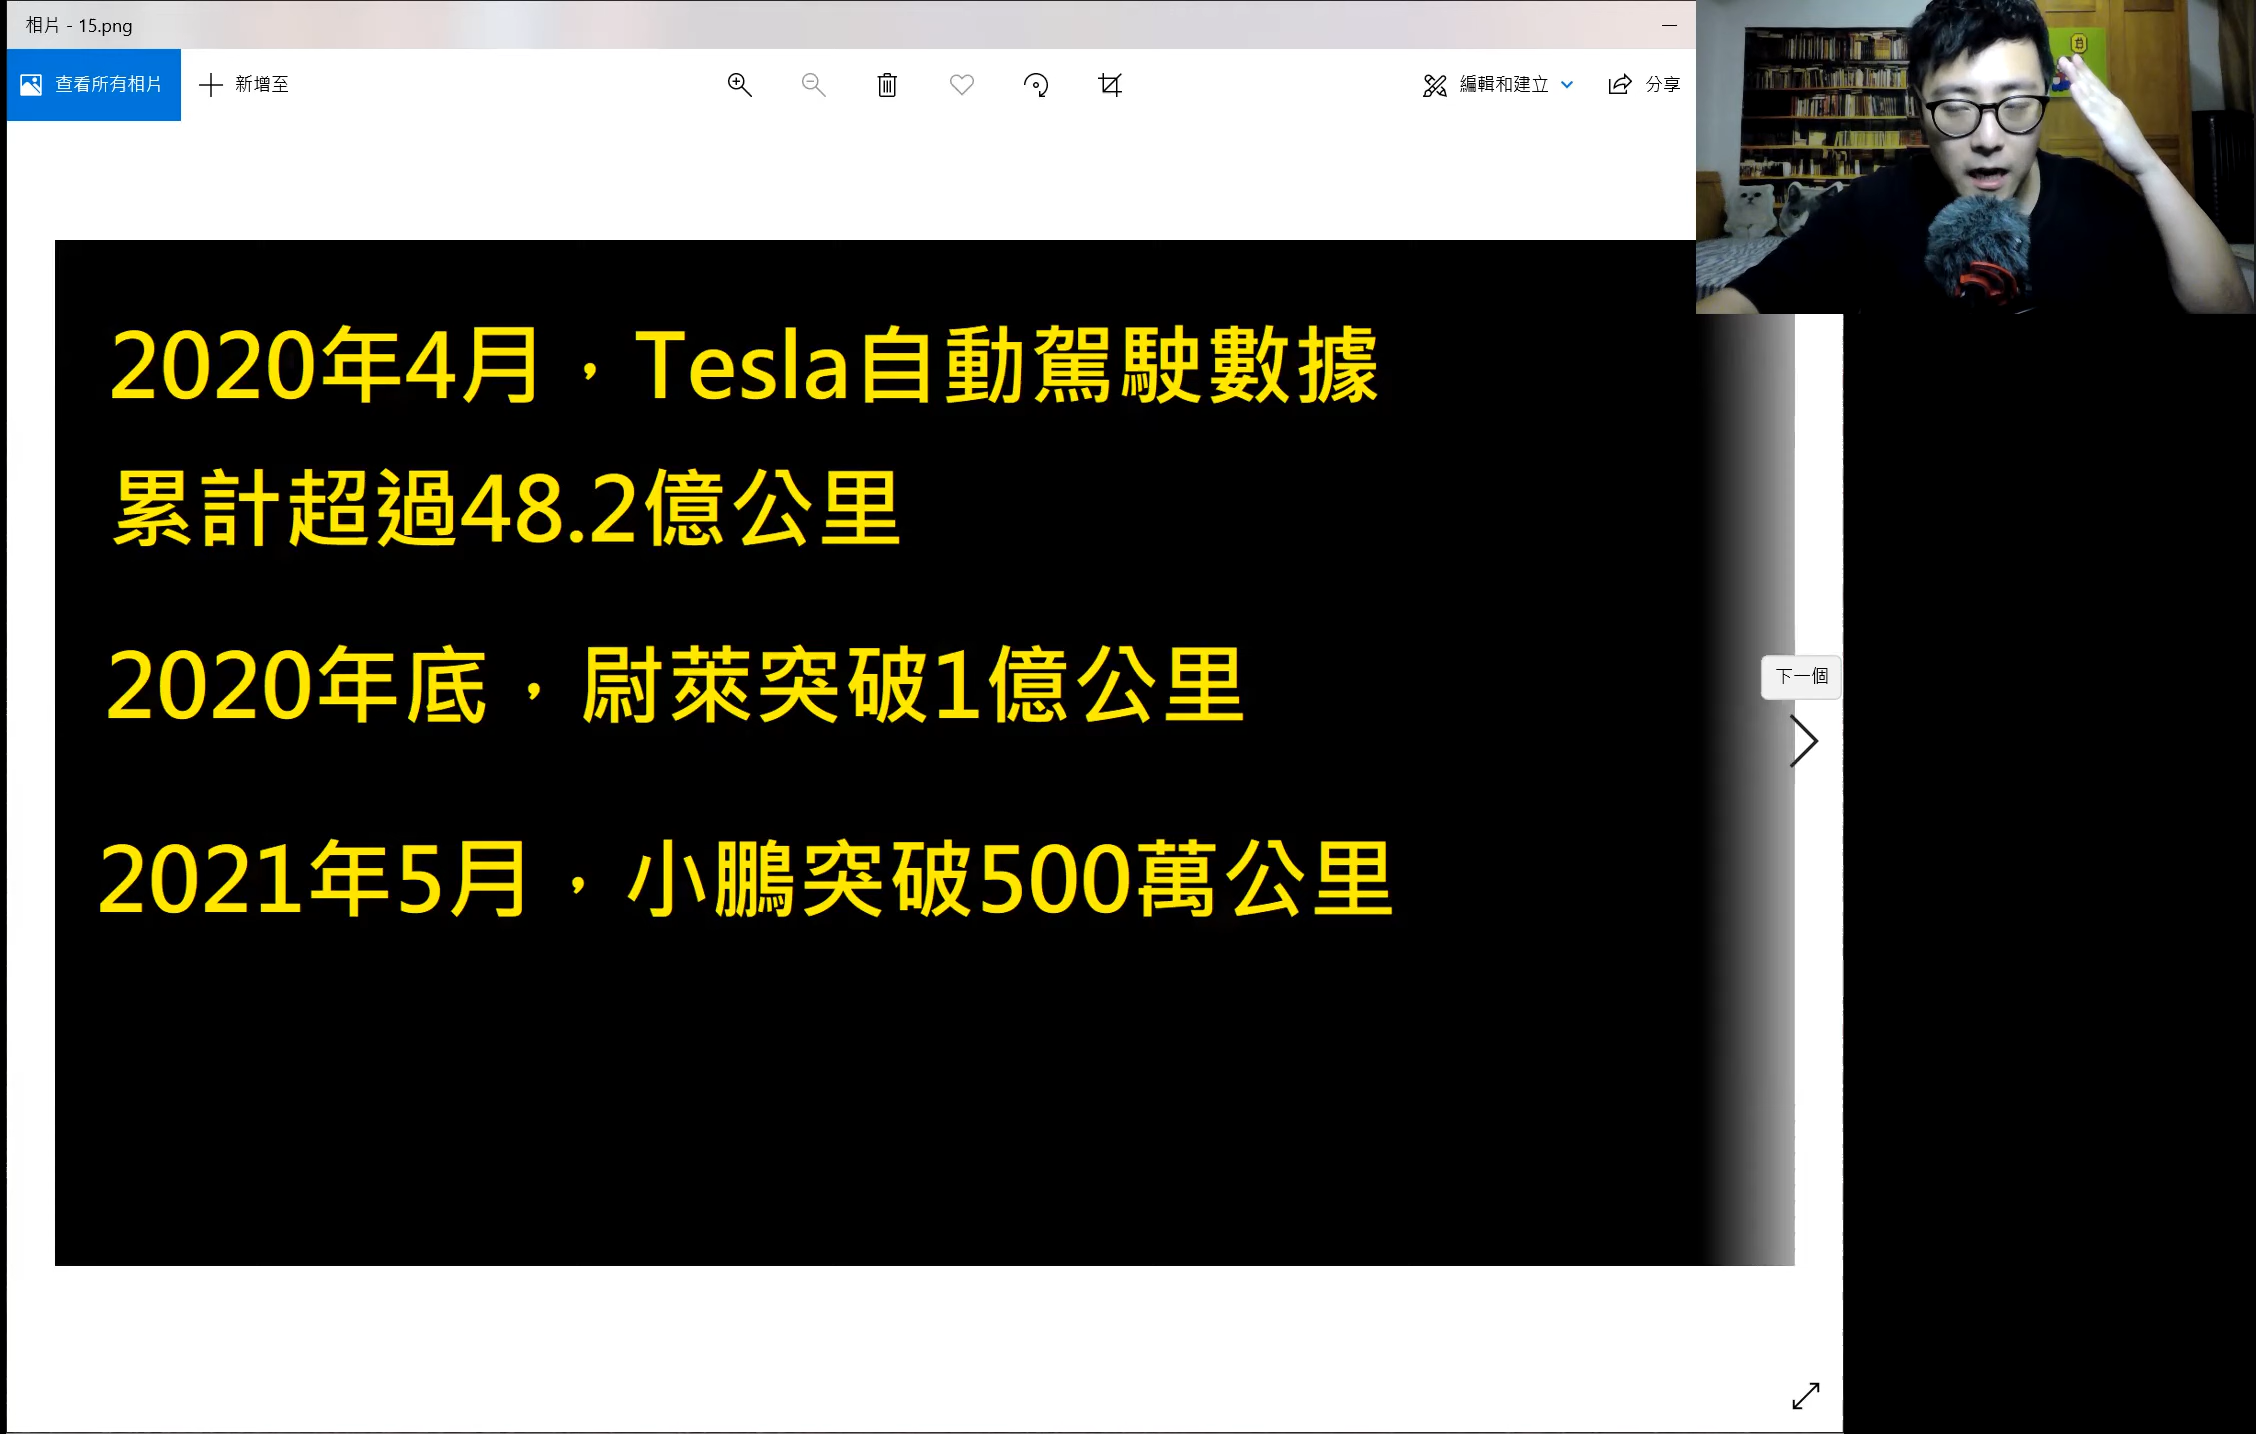 相片 - 15.png
查看所有相片
新增至
編輯和建立
分享
2020年4月，Tesla自動駕駛數據
累計超過48.2億公里
2020年底，尉萊突破1億公里
下一個
2021年5月，小鵬突破500萬公里